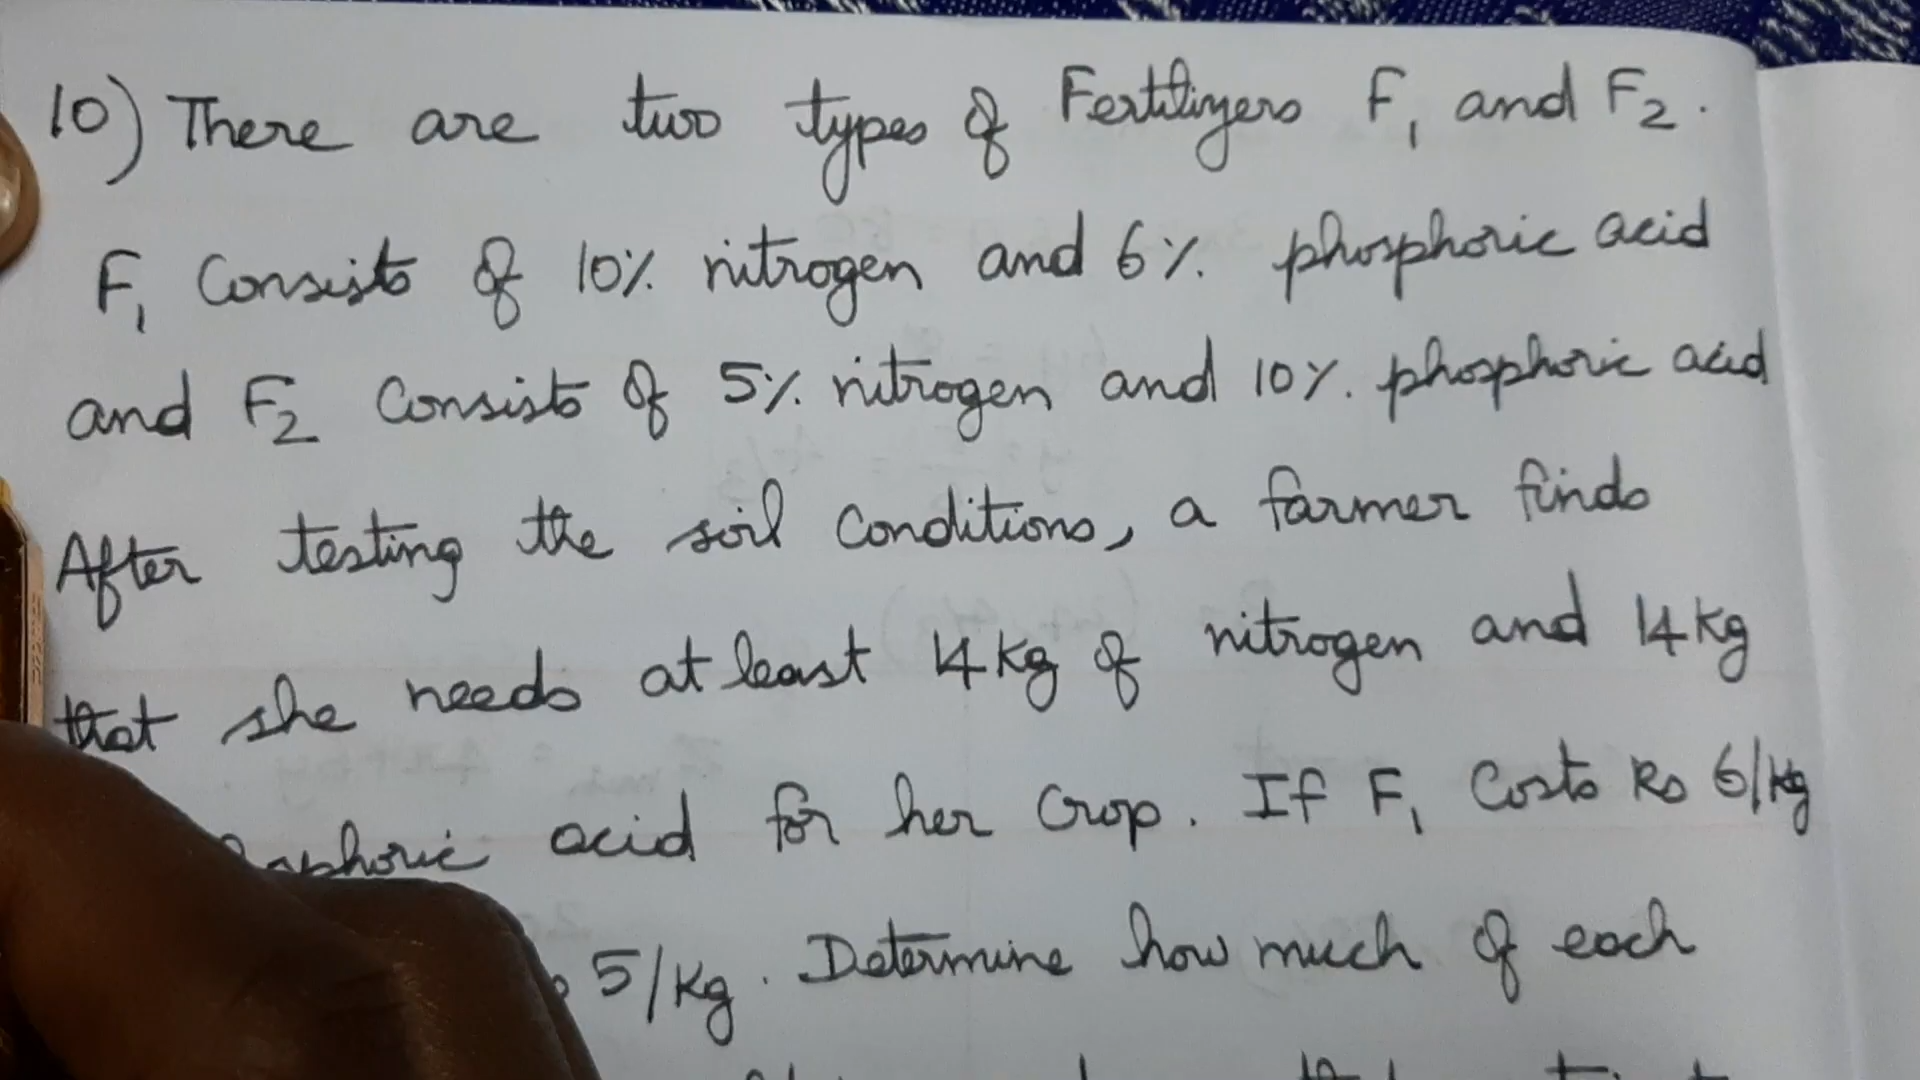 10) There are two types of Fertilizers F1 and F2.
F1 Consists of 10% nitrogen and 6% phosphoric acid
and F2 Consists of 5% nitrogen and 10% phosphoric acid
After testing the soil Conditions, a farmer finds
that she needs at least 14 kg of nitrogen and 14 kg
acid for her Crop. If F1 Costs Rs 6/kg
5/kg. Determine how much of each